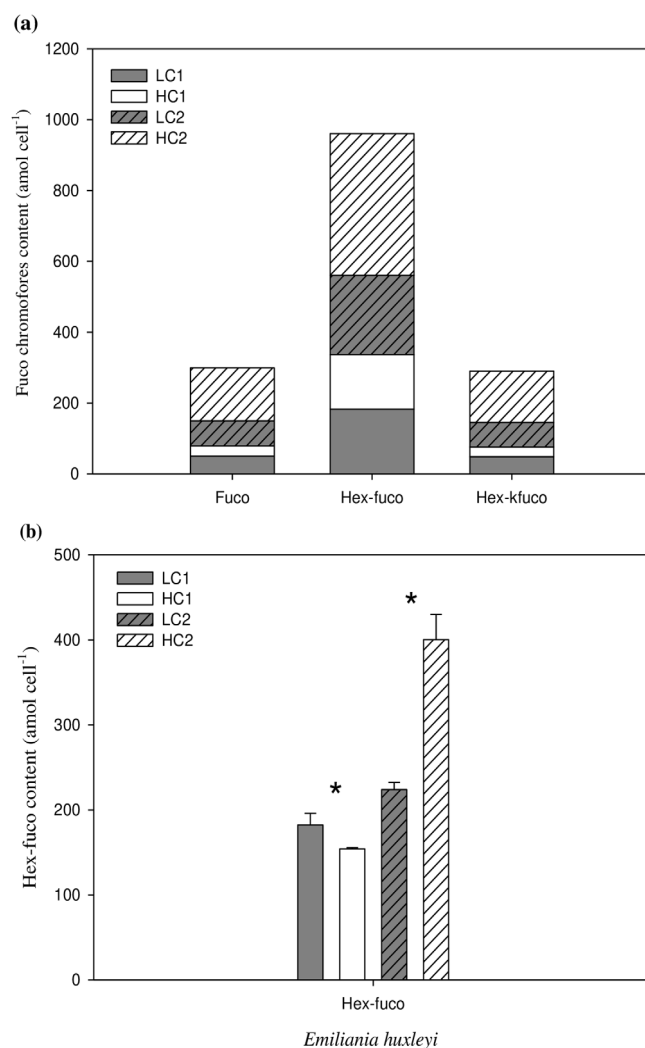 (a)
1200
1000
800
600
400
200
0
Fuco chromofores content (amol cell-1)
LC1
HC1
LC2
HC2
Fuco Hex-fuco Hex-kfuco
(b)
500
400
300
200
100
0
Hex-fuco content (amol cell-1)
LC1
HC1
LC2
HC2
*
*
Hex-fuco
Emiliania huxleyi